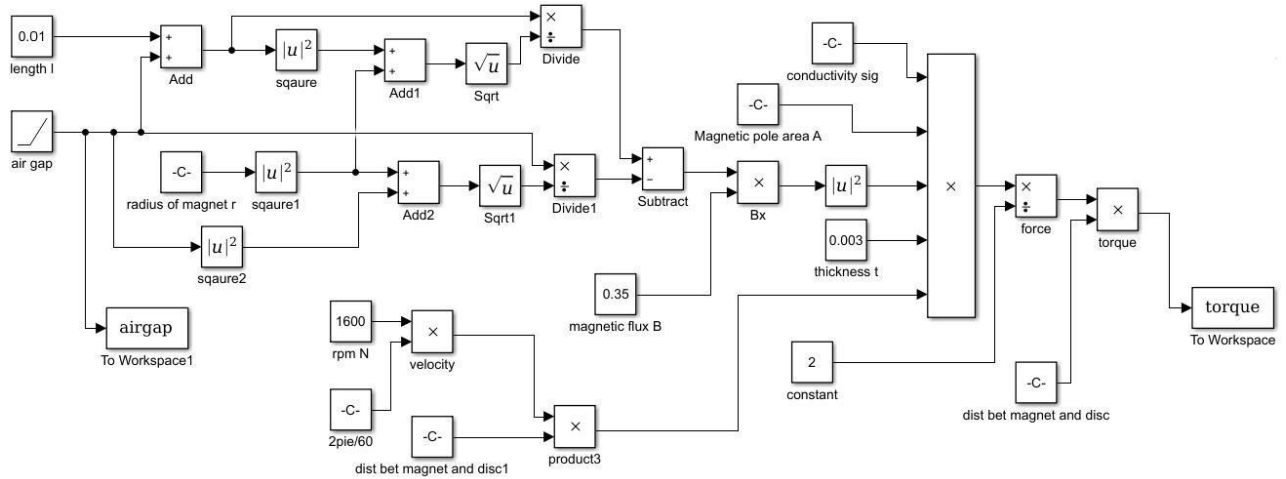 0.01
length l
+
+
Add
|u|²
sqaure
+
+
Add1
√u
Sqrt
×
÷
Divide
-C-
conductivity sig
-C-
Magnetic pole area A
air gap
-C-
radius of magnet r
|u|²
sqaure1
+
+
Add2
√u
Sqrt1
×
÷
Divide1
+
−
Subtract
×
Bx
|u|²
×
×
÷
force
×
torque
|u|²
sqaure2
0.003
thickness t
0.35
magnetic flux B
airgap
To Workspace1
1600
rpm N
×
velocity
torque
To Workspace
2
constant
-C-
dist bet magnet and disc
-C-
2pie/60
-C-
dist bet magnet and disc1
×
product3